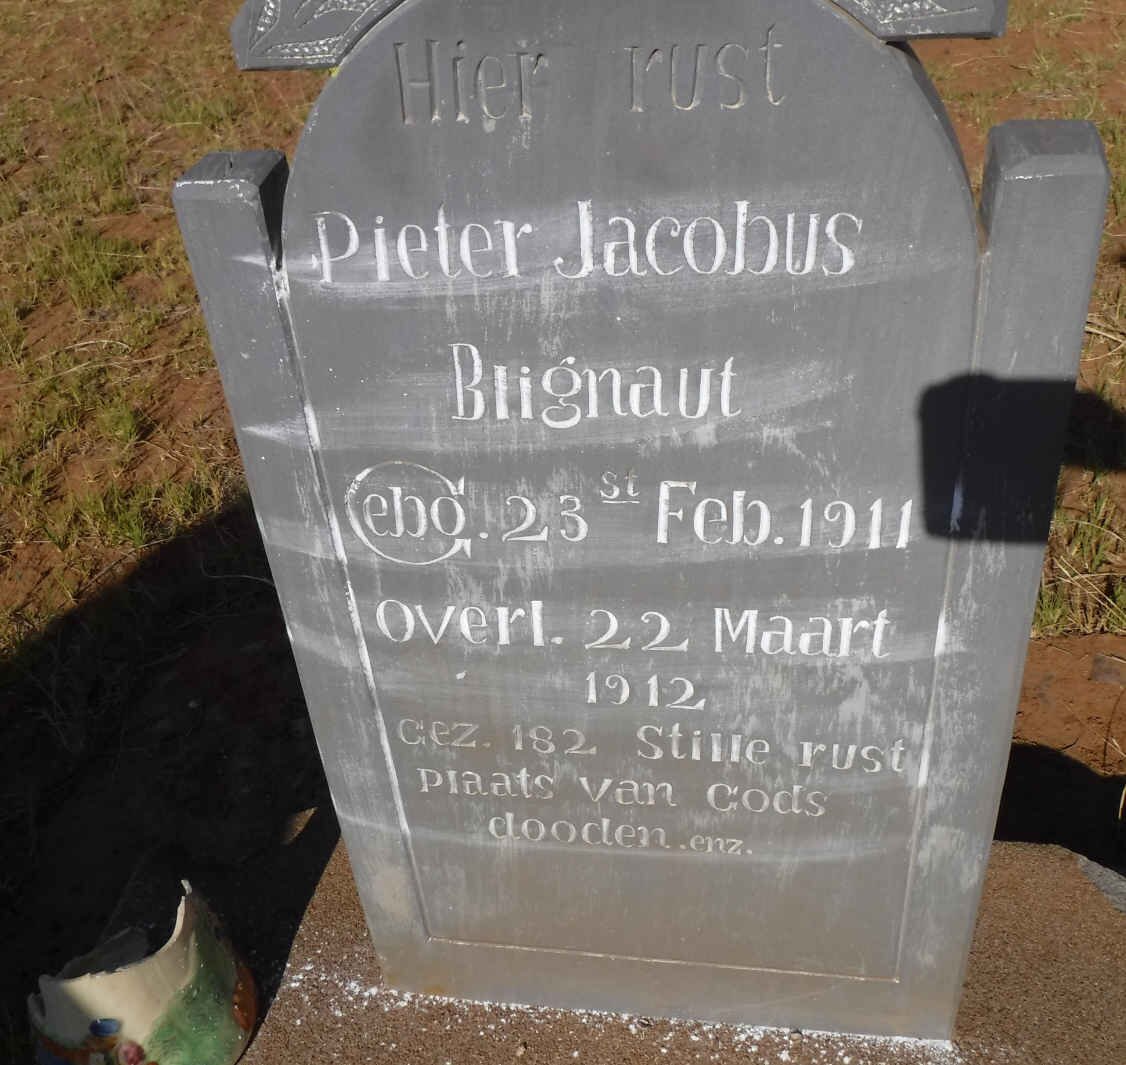 Hier rust
Pieter Jacobus
Blignaut
Gebo. 23st Feb. 1911
overl. 22 Maart
1912
Gez. 182 Stille rust
plaats van Gods
dooden .enz.